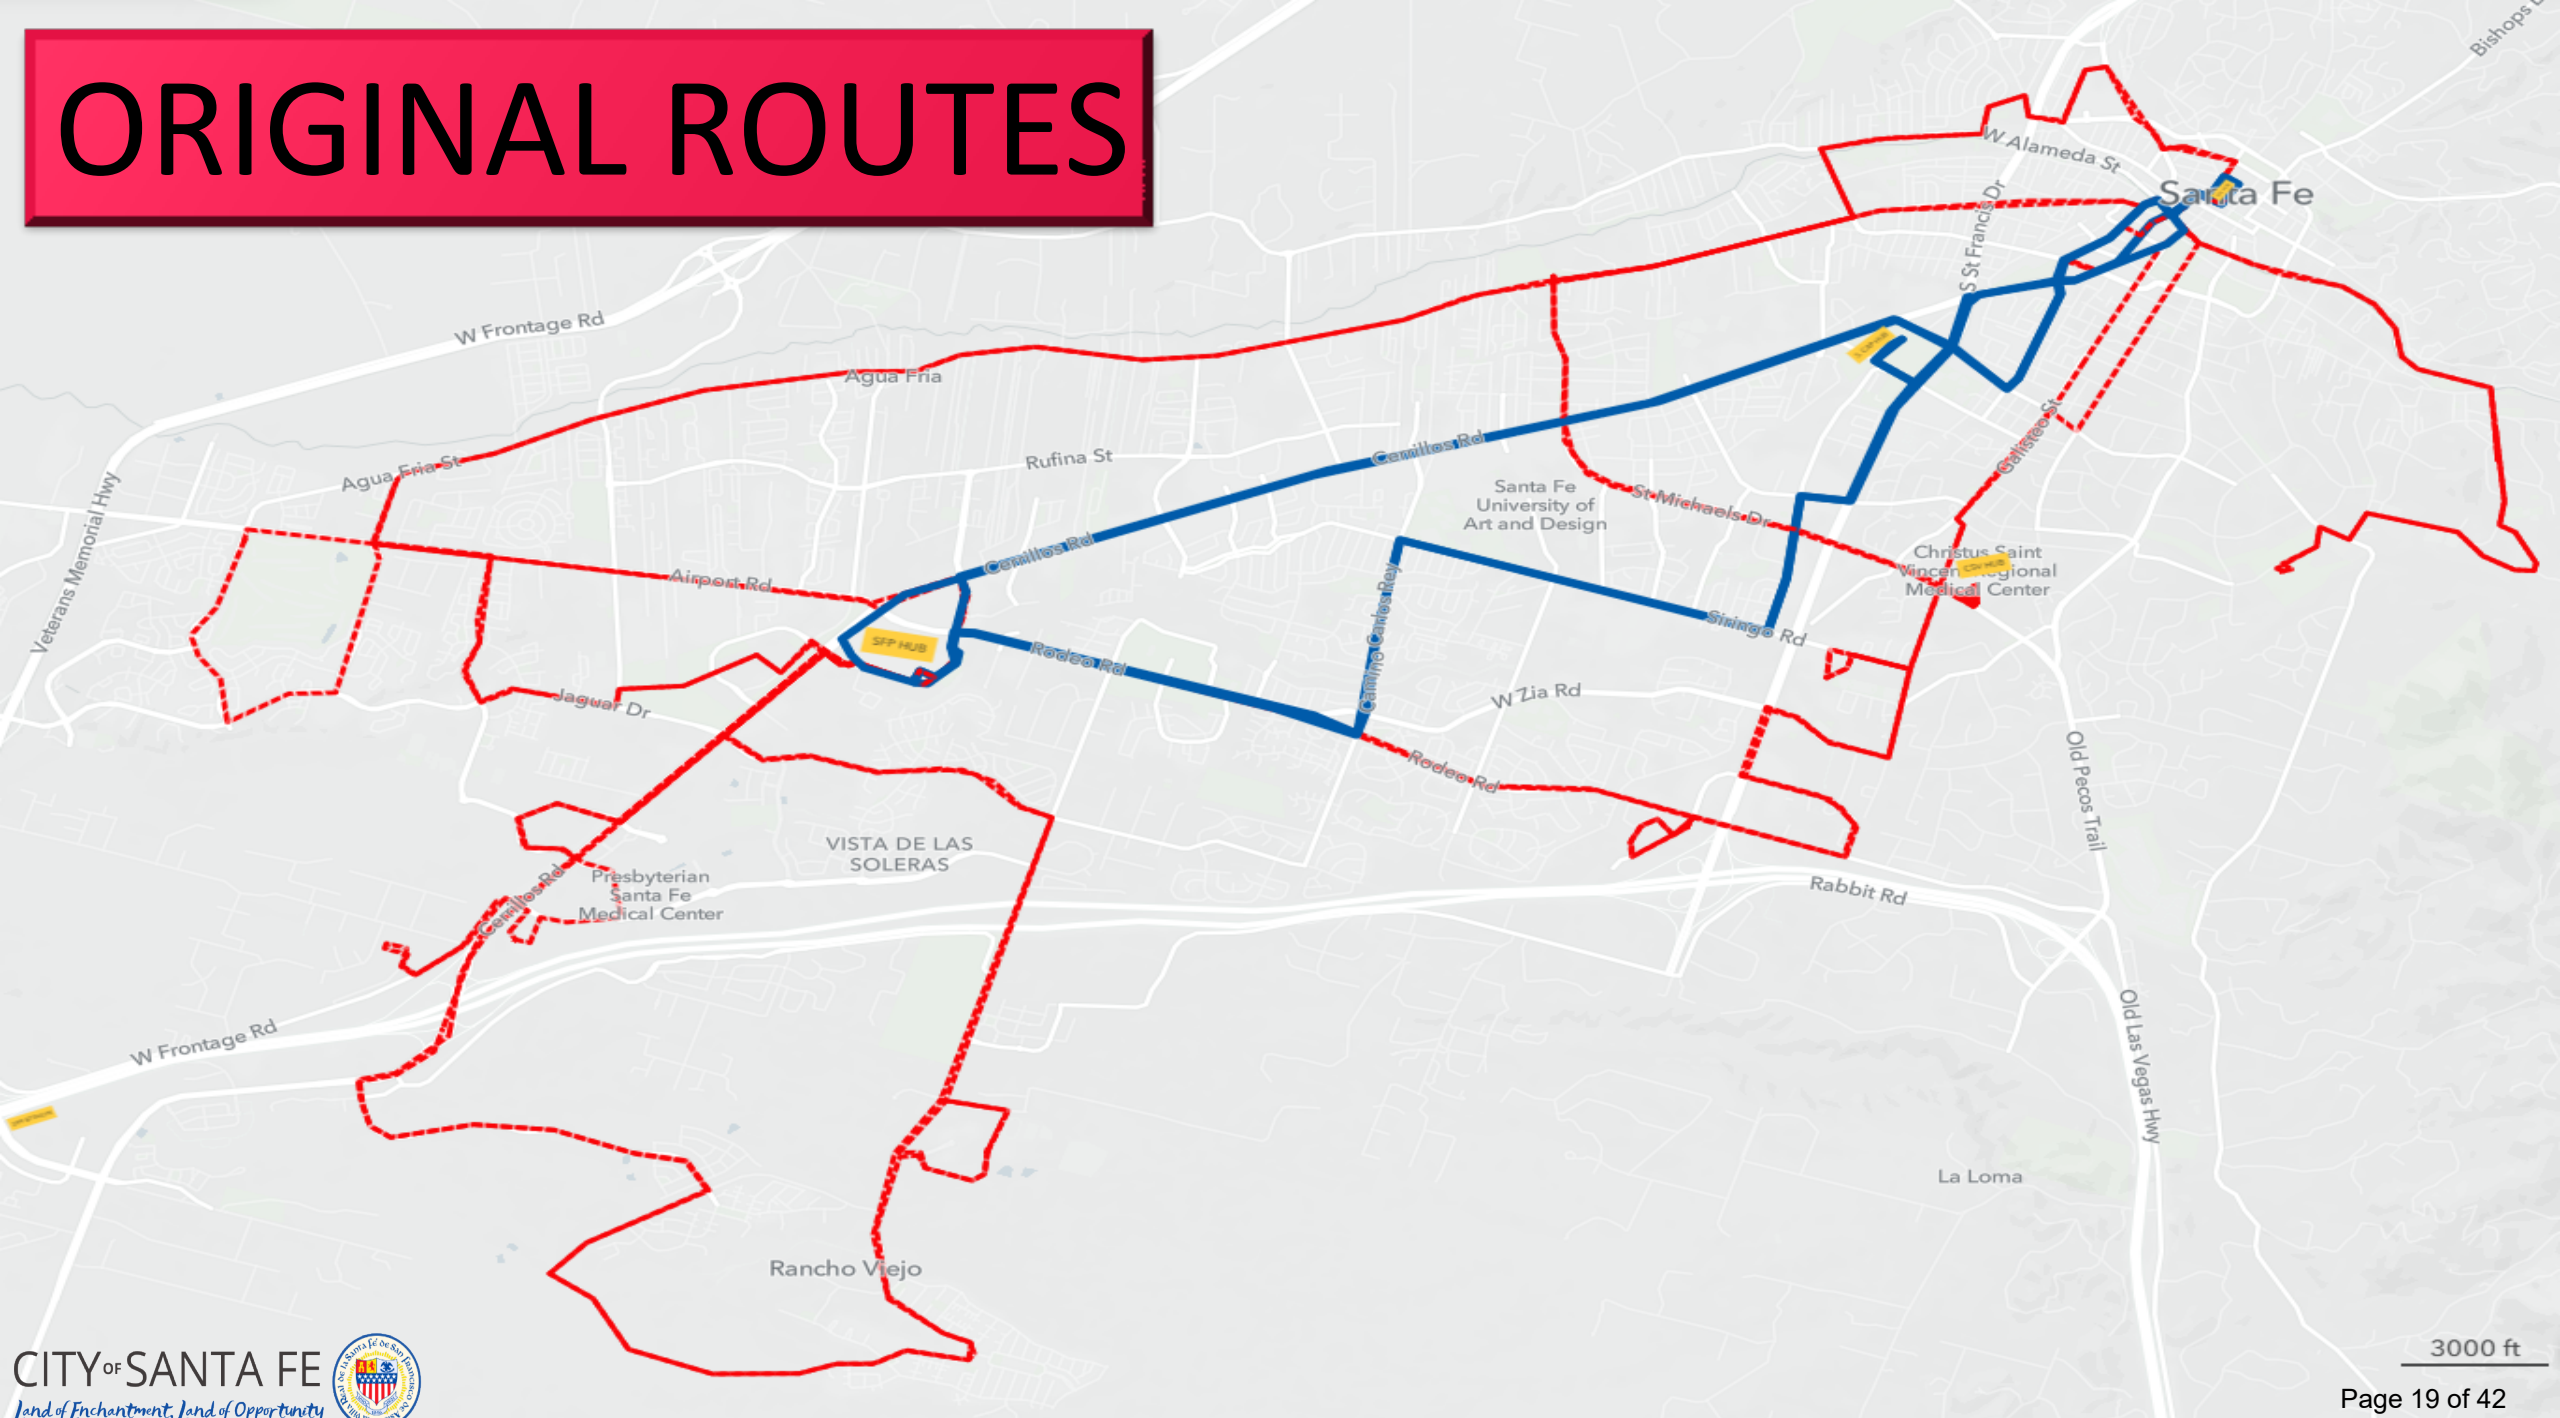 ORIGINAL ROUTES
Bishops
W Alameda St
Santa Fe
S St Francis Dr
W Frontage Rd
Agua Fria
Agua Fria St
Rufina St
Cerrillos Rd
Galisteo St
Santa Fe
University of
Art and Design
St Michaels Dr
Veterans Memorial Hwy
Cerrillos Rd
Airport Rd
Christus Saint
Vincent Regional
Medical Center
CSV HUB
Camino Carlos Rey
Siringo Rd
SFP HUB
Rodeo Rd
W Zia Rd
Jaguar Dr
Rodeo Rd
Old Pecos Trail
VISTA DE LAS
SOLERAS
Presbyterian
Santa Fe
Medical Center
Cerrillos Rd
Rabbit Rd
W Frontage Rd
Old Las Vegas Hwy
La Loma
Rancho Viejo
3000 ft
CITY OF SANTA FE
Land of Enchantment, Land of Opportunity
Page 19 of 42